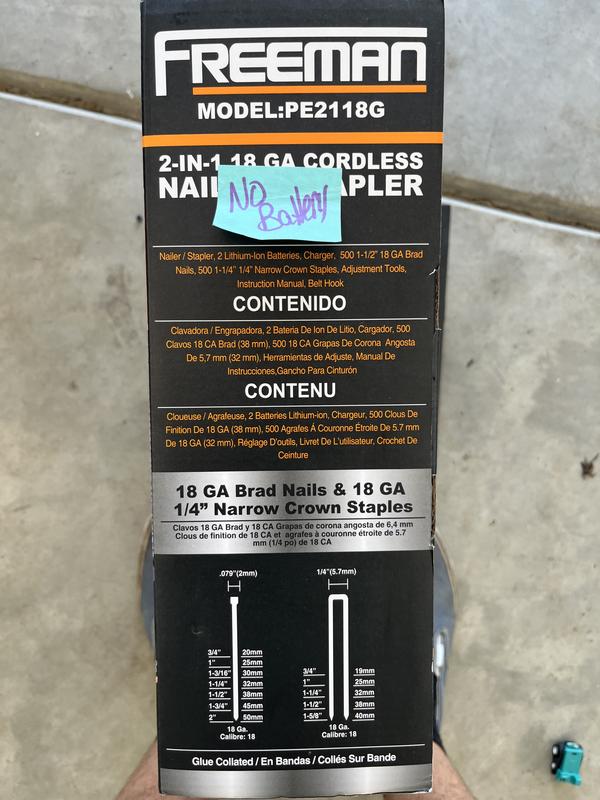 FREEMAN
MODEL:PE2118G
2-IN-1 18 GA CORDLESS
No
Battery
Nailer / Stapler, 2 Lithium-Ion Batteries, Charger, 500 1-1/2" 18 GA Brad
Nails, 500 1-1/4" 1/4" Narrow Crown Staples, Adjustment Tools,
Instruction Manual, Belt Hook
CONTENIDO
Clavadora / Engrapadora, 2 Bateria De Ion De Litio, Cargador, 500
Clavos 18 CA Brad (38 mm), 500 18 CA Grapas De Corona Angosta
De 5,7 mm (32 mm), Herramientas de Adjuste, Manual De
Instrucciones,Gancho Para Cinturón
CONTENU
Cloueuse / Agrafeuse, 2 Batteries Lithium-ion, Chargeur, 500 Clous De
Finition De 18 GA (38 mm), 500 Agrafes À Couronne Étroite De 5.7 mm
De 18 GA (32 mm), Réglage D'outils, Livret De L'utilisateur, Crochet De
Ceinture
18 GA Brad Nails & 18 GA
1/4" Narrow Crown Staples
Clavos 18 GA Brad y 18 CA Grapas de corona angosta de 6,4 mm
Clous de finition de 18 CA et agrafes à couronne étroite de 5.7
mm (1/4 po) de 18 CA
.079"(2mm)
3/4" 20mm
1" 25mm
1-3/16" 30mm
1-1/4" 32mm
1-1/2" 38mm
1-3/4" 45mm
2" 50mm
18 Ga.
Calibre: 18
1/4"(5.7mm)
3/4" 19mm
1" 25mm
1-1/4" 32mm
1-1/2" 38mm
1-5/8" 40mm
18 Ga.
Calibre: 18
Glue Collated / En Bandas / Collés Sur Bande